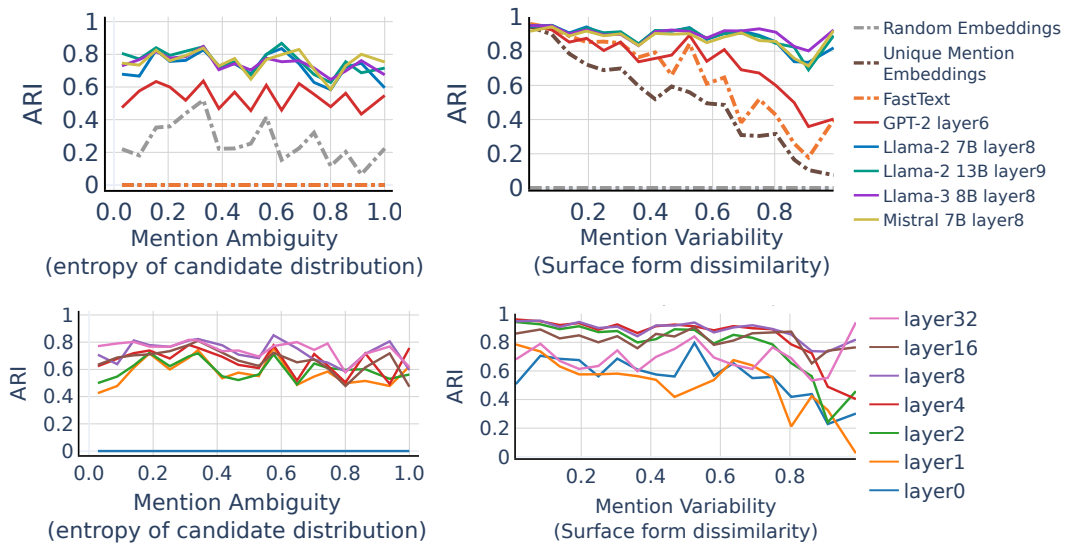 1
0.8
0.6
0.4
0.2
0
ARI
0.0 0.2 0.4 0.6 0.8 1.0
Mention Ambiguity
(entropy of candidate distribution)
1.0
0.8
0.6
0.4
0.2
0
ARI
0.2 0.4 0.6 0.8
Mention Variability
(Surface form dissimilarity)
Random Embeddings
Unique Mention
Embeddings
FastText
GPT-2 layer6
Llama-2 7B layer8
Llama-2 13B layer9
Llama-3 8B layer8
Mistral 7B layer8
1
0.8
0.6
0.4
0.2
0
ARI
0.0 0.2 0.4 0.6 0.8 1.0
Mention Ambiguity
(entropy of candidate distribution)
1
0.8
0.6
0.4
0.2
0
ARI
0.2 0.4 0.6 0.8
Mention Variability
(Surface form dissimilarity)
layer32
layer16
layer8
layer4
layer2
layer1
layer0